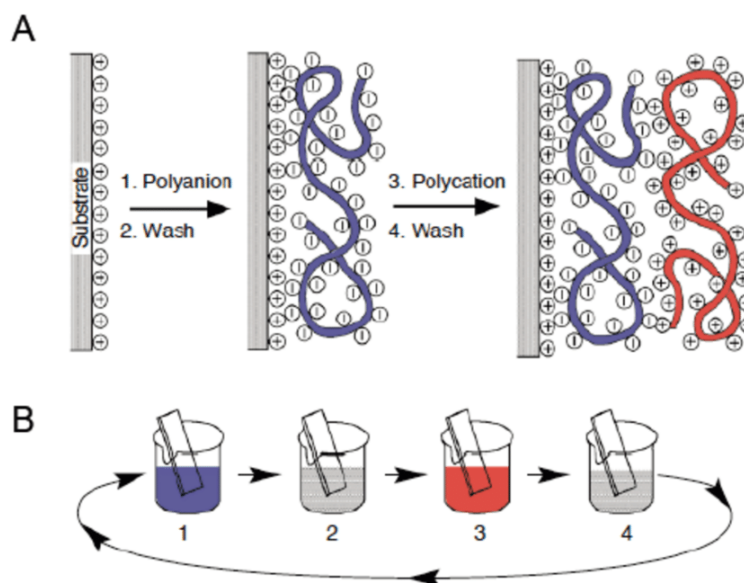 A
Substrate
1. Polyanion
2. Wash
3. Polycation
4. Wash
B
1
2
3
4